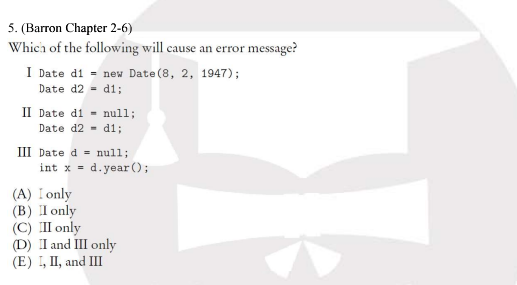 5. (Barron Chapter 2-6)
Which of the following will cause an error message?
I Date d1 = new Date(8, 2, 1947);
Date d2 = d1;
II Date d1 = null;
Date d2 = d1;
III Date d = null;
int x = d.year();
(A) I only
(B) II only
(C) III only
(D) II and III only
(E) I, II, and III